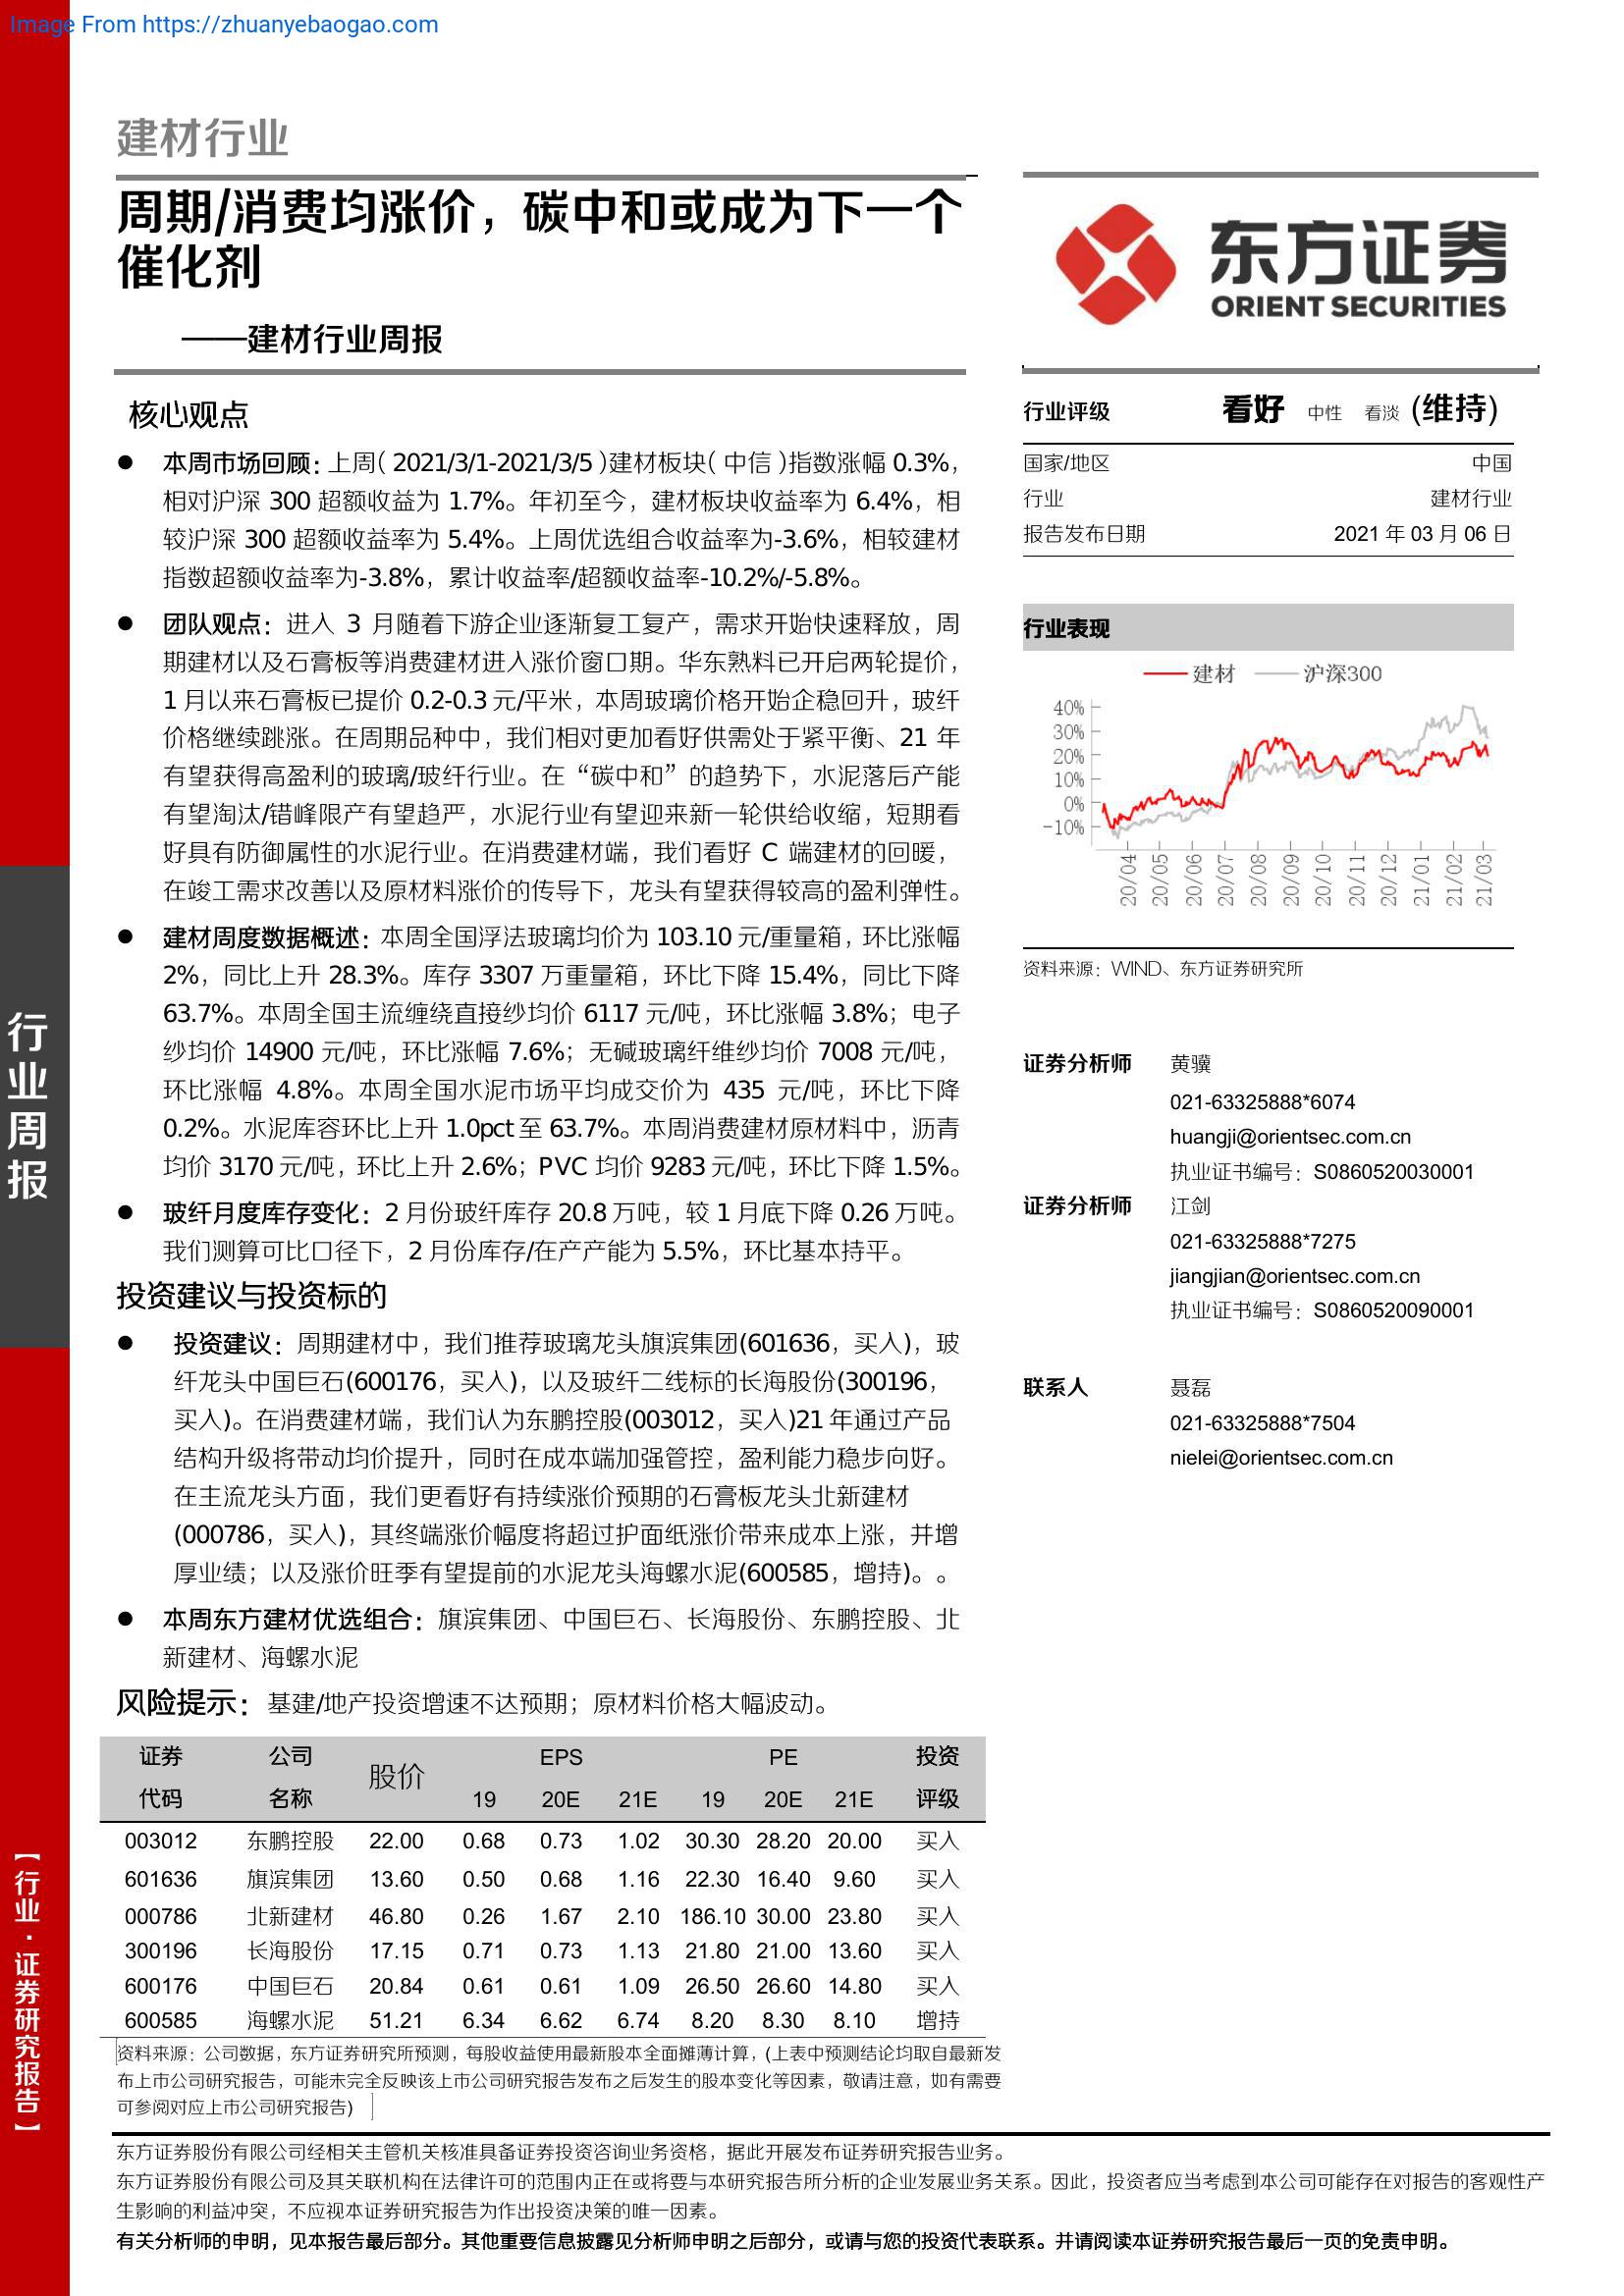 Image From https://zhuanyebaogao.com
建材行业
周期/消费均涨价，碳中和或成为下一个
催化剂
——建材行业周报
东方证券
ORIENT SECURITIES
核心观点
本周市场回顾：上周（2021/3/1-2021/3/5）建材板块（中信）指数涨幅 0.3%，
相对沪深 300 超额收益为 1.7%。年初至今，建材板块收益率为 6.4%，相
较沪深 300 超额收益率为 5.4%。上周优选组合收益率为-3.6%，相较建材
指数超额收益率为-3.8%，累计收益率/超额收益率-10.2%/-5.8%。
团队观点：进入 3 月随着下游企业逐渐复工复产，需求开始快速释放，周
期建材以及石膏板等消费建材进入涨价窗口期。华东熟料已开启两轮提价，
1 月以来石膏板已提价 0.2-0.3 元/平米，本周玻璃价格开始企稳回升，玻纤
价格继续跳涨。在周期品种中，我们相对更加看好供需处于紧平衡、21 年
有望获得高盈利的玻璃/玻纤行业。在“碳中和”的趋势下，水泥落后产能
有望淘汰/错峰限产有望趋严，水泥行业有望迎来新一轮供给收缩，短期看
好具有防御属性的水泥行业。在消费建材端，我们看好 C 端建材的回暖，
在竣工需求改善以及原材料涨价的传导下，龙头有望获得较高的盈利弹性。
建材周度数据概述：本周全国浮法玻璃均价为 103.10 元/重量箱，环比涨幅
2%，同比上升 28.3%。库存 3307 万重量箱，环比下降 15.4%，同比下降
63.7%。本周全国主流缠绕直接纱均价 6117 元/吨，环比涨幅 3.8%；电子
纱均价 14900 元/吨，环比涨幅 7.6%；无碱玻璃纤维纱均价 7008 元/吨，
环比涨幅 4.8%。本周全国水泥市场平均成交价为 435 元/吨，环比下降
0.2%。水泥库容环比上升 1.0pct 至 63.7%。本周消费建材原材料中，沥青
均价 3170 元/吨，环比上升 2.6%；PVC 均价 9283 元/吨，环比下降 1.5%。
玻纤月度库存变化：2 月份玻纤库存 20.8 万吨，较 1 月底下降 0.26 万吨。
我们测算可比口径下，2 月份库存/在产产能为 5.5%，环比基本持平。
投资建议与投资标的
投资建议：周期建材中，我们推荐玻璃龙头旗滨集团(601636，买入)，玻
纤龙头中国巨石(600176，买入)，以及玻纤二线标的长海股份(300196，
买入)。在消费建材端，我们认为东鹏控股(003012，买入)21 年通过产品
结构升级将带动均价提升，同时在成本端加强管控，盈利能力稳步向好。
在主流龙头方面，我们更看好有持续涨价预期的石膏板龙头北新建材
(000786，买入)，其终端涨价幅度将超过护面纸涨价带来成本上涨，并增
厚业绩；以及涨价旺季有望提前的水泥龙头海螺水泥(600585，增持)。。
本周东方建材优选组合：旗滨集团、中国巨石、长海股份、东鹏控股、北
新建材、海螺水泥
风险提示：基建/地产投资增速不达预期；原材料价格大幅波动。
证券 公司 股价 EPS PE 投资
代码 名称 19 20E 21E 19 20E 21E 评级
003012 东鹏控股 22.00 0.68 0.73 1.02 30.30 28.20 20.00 买入
601636 旗滨集团 13.60 0.50 0.68 1.16 22.30 16.40 9.60 买入
000786 北新建材 46.80 0.26 1.67 2.10 186.10 30.00 23.80 买入
300196 长海股份 17.15 0.71 0.73 1.13 21.80 21.00 13.60 买入
600176 中国巨石 20.84 0.61 0.61 1.09 26.50 26.60 14.80 买入
600585 海螺水泥 51.21 6.34 6.62 6.74 8.20 8.30 8.10 增持
资料来源：公司数据，东方证券研究所预测，每股收益使用最新股本全面摊薄计算，(上表中预测结论均取自最新发
布上市公司研究报告，可能未完全反映该上市公司研究报告发布之后发生的股本变化等因素，敬请注意，如有需要
可参阅对应上市公司研究报告)
行业评级 看好 中性 看淡 (维持)
国家/地区 中国
行业 建材行业
报告发布日期 2021 年 03 月 06 日
行业表现
建材 沪深300
40%
30%
20%
10%
0%
-10%
20/04 20/05 20/06 20/07 20/08 20/09 20/10 20/11 20/12 21/01 21/02 21/03
资料来源：WIND、东方证券研究所
证券分析师 黄骥
021-63325888*6074
huangji@orientsec.com.cn
执业证书编号：S0860520030001
证券分析师 江剑
021-63325888*7275
jiangjian@orientsec.com.cn
执业证书编号：S0860520090001
联系人 聂磊
021-63325888*7504
nielei@orientsec.com.cn
行业周报
【行业·证券研究报告】
东方证券股份有限公司经相关主管机关核准具备证券投资咨询业务资格，据此开展发布证券研究报告业务。
东方证券股份有限公司及其关联机构在法律许可的范围内正在或将要与本研究报告所分析的企业发展业务关系。因此，投资者应当考虑到本公司可能存在对报告的客观性产
生影响的利益冲突，不应视本证券研究报告为作出投资决策的唯一因素。
有关分析师的申明，见本报告最后部分。其他重要信息披露见分析师申明之后部分，或请与您的投资代表联系。并请阅读本证券研究报告最后一页的免责申明。